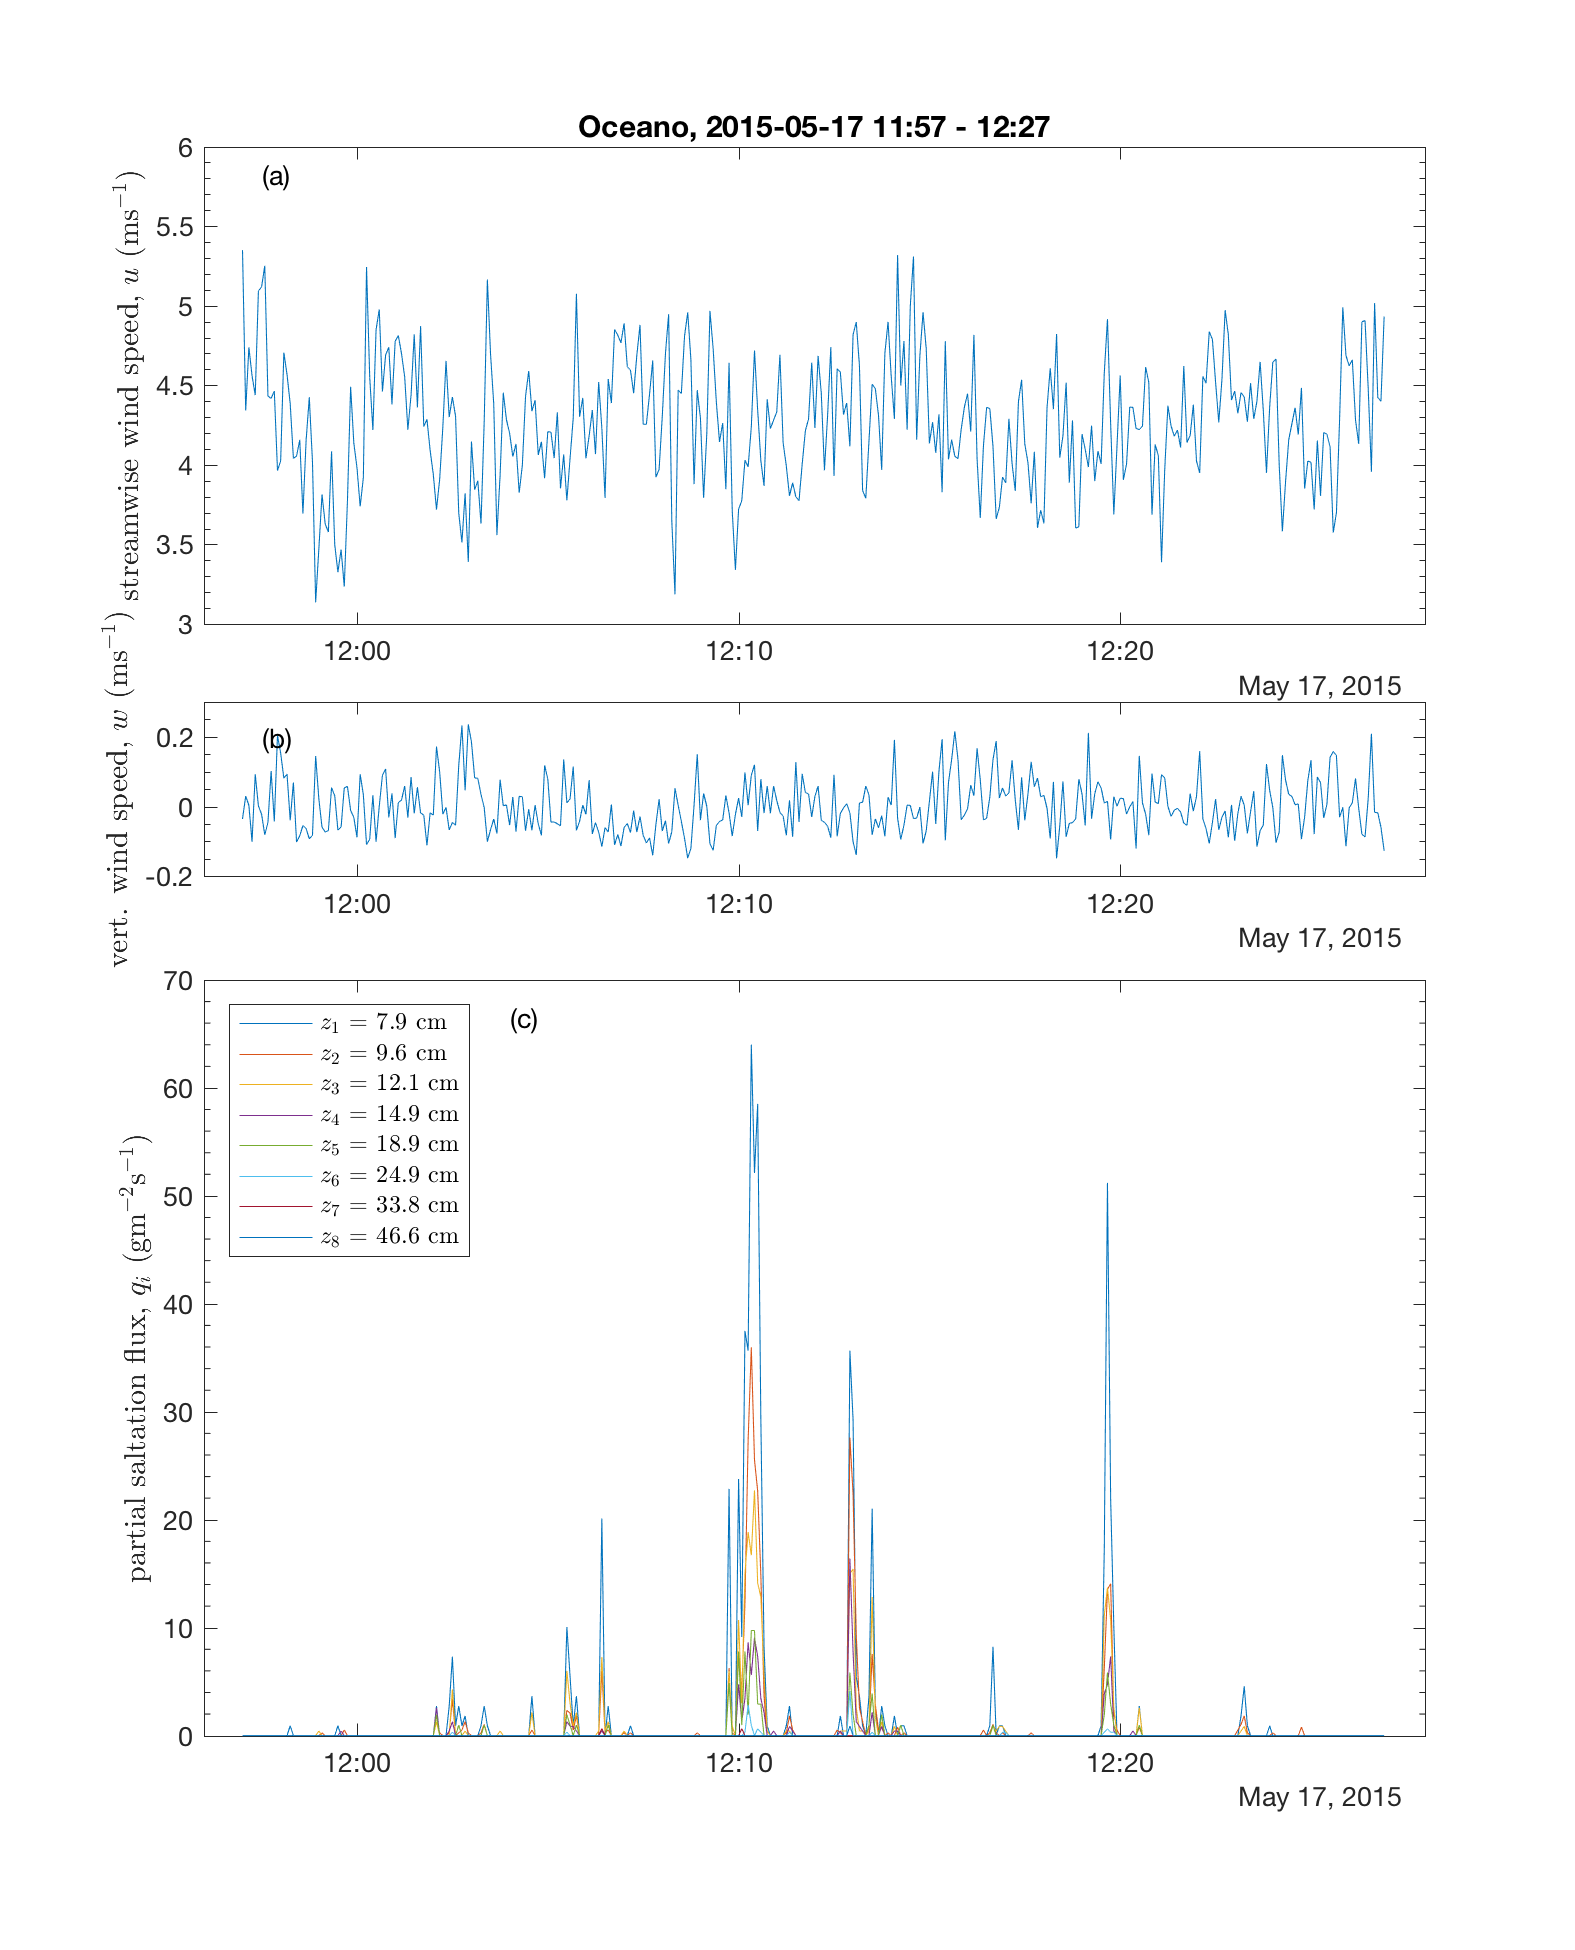 Oceano, 2015-05-17 11:57 - 12:27
(a)
6
5.5
5
4.5
4
3.5
3
streamwise wind speed, u (ms⁻¹)
12:00 12:10 12:20
May 17, 2015
(b)
0.2
0
-0.2
vert. wind speed, w (ms⁻¹)
12:00 12:10 12:20
May 17, 2015
(c)
70
60
50
40
30
20
10
0
partial saltation flux, qᵢ (gm⁻²s⁻¹)
z₁ = 7.9 cm
z₂ = 9.6 cm
z₃ = 12.1 cm
z₄ = 14.9 cm
z₅ = 18.9 cm
z₆ = 24.9 cm
z₇ = 33.8 cm
z₈ = 46.6 cm
12:00 12:10 12:20
May 17, 2015